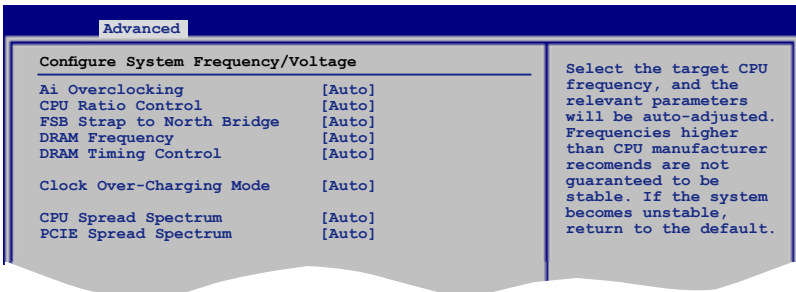 Advanced
Configure System Frequency/Voltage
Ai Overclocking [Auto]
CPU Ratio Control [Auto]
FSB Strap to North Bridge [Auto]
DRAM Frequency [Auto]
DRAM Timing Control [Auto]
Clock Over-Charging Mode [Auto]
CPU Spread Spectrum [Auto]
PCIE Spread Spectrum [Auto]
Select the target CPU
frequency, and the
relevant parameters
will be auto-adjusted.
Frequencies higher
than CPU manufacturer
recomends are not
guaranteed to be
stable. If the system
becomes unstable,
return to the default.